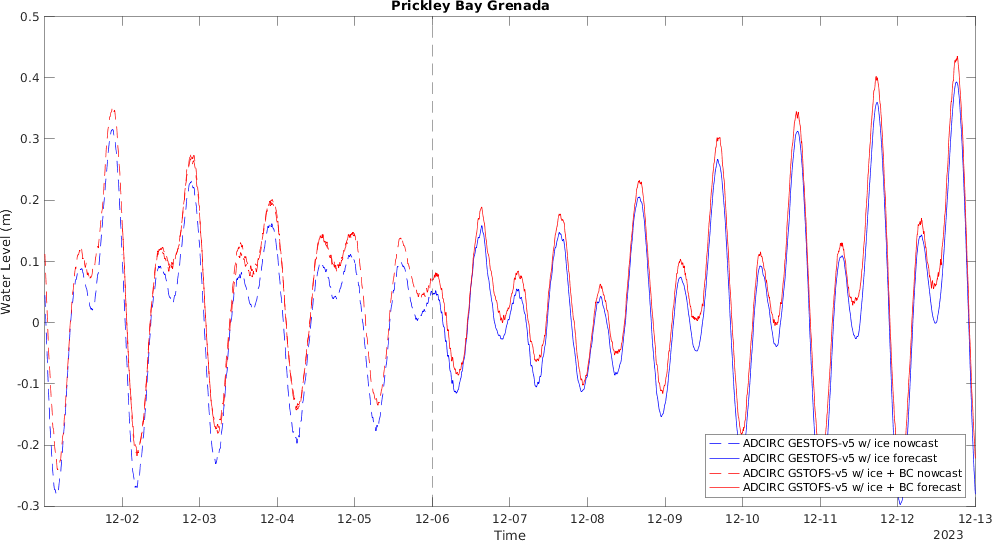 Prickley Bay Grenada
0.5
0.4
0.3
0.2
0.1
0
-0.1
-0.2
-0.3
Water Level (m)
ADCIRC GESTOFS-v5 w/ ice nowcast
ADCIRC GESTOFS-v5 w/ ice forecast
ADCIRC GSTOFS-v5 w/ ice + BC nowcast
ADCIRC GSTOFS-v5 w/ ice + BC forecast
12-02 12-03 12-04 12-05 12-06 12-07 12-08 12-09 12-10 12-11 12-12 12-13
Time
2023